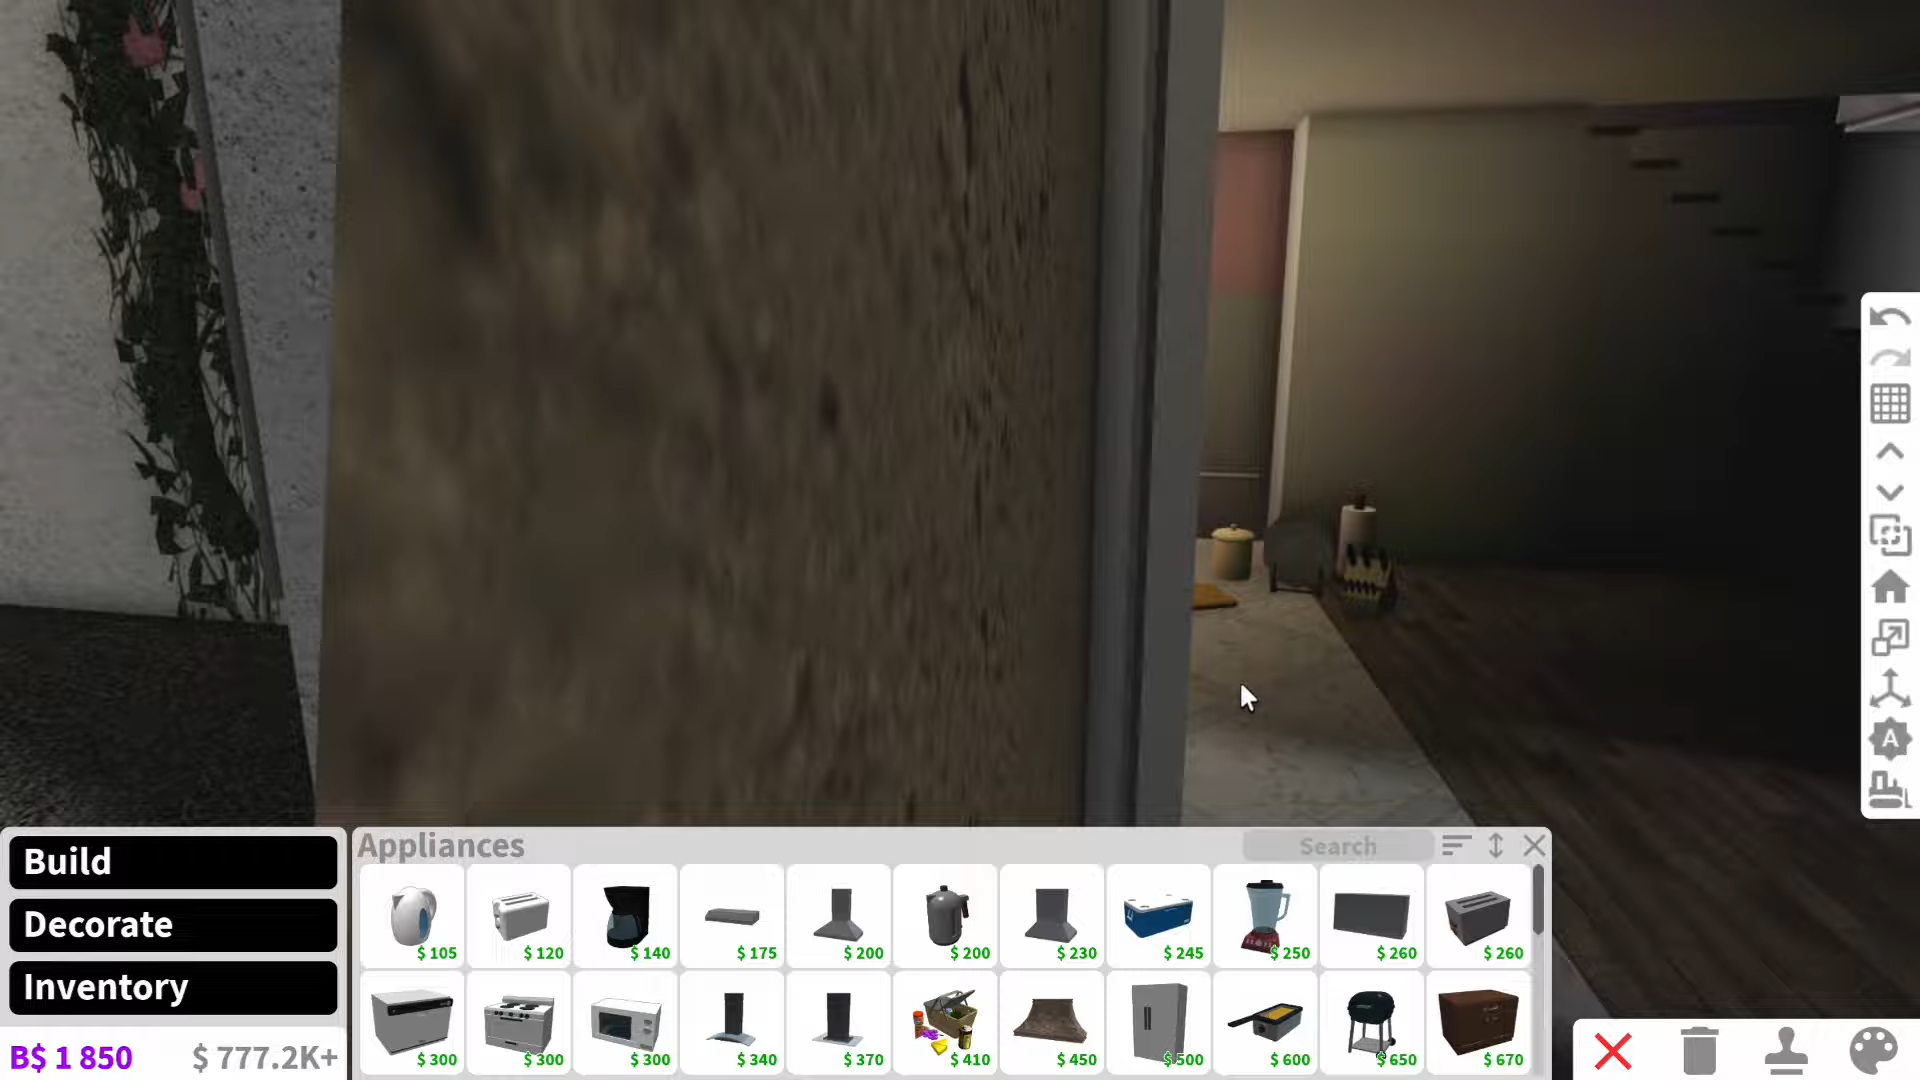 Appliances
Search
$ 105
$ 120
$ 140
$ 175
$ 200
$ 200
$ 230
$ 245
$ 250
$ 260
$ 260
$ 300
$ 300
$ 300
$ 340
$ 370
$ 410
$ 450
$ 500
$ 600
$ 650
$ 670
Build
Decorate
Inventory
B$ 1 850
$ 777.2K+
A